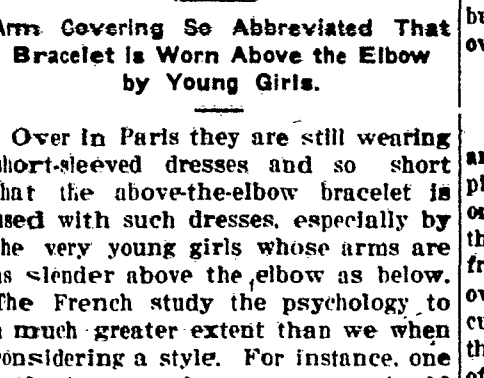 Arm Covering So Abbreviated That
Bracelet is Worn Above the Elbow
by Young Girls.
Over in Paris they are still wearing
short-sleeved dresses and so short
that the above-the-elbow bracelet is
used with such dresses, especially by
the very young girls whose arms are
as slender above the elbow as below.
The French study the psychology to
a much greater extent than we when
considering a style. For instance, one